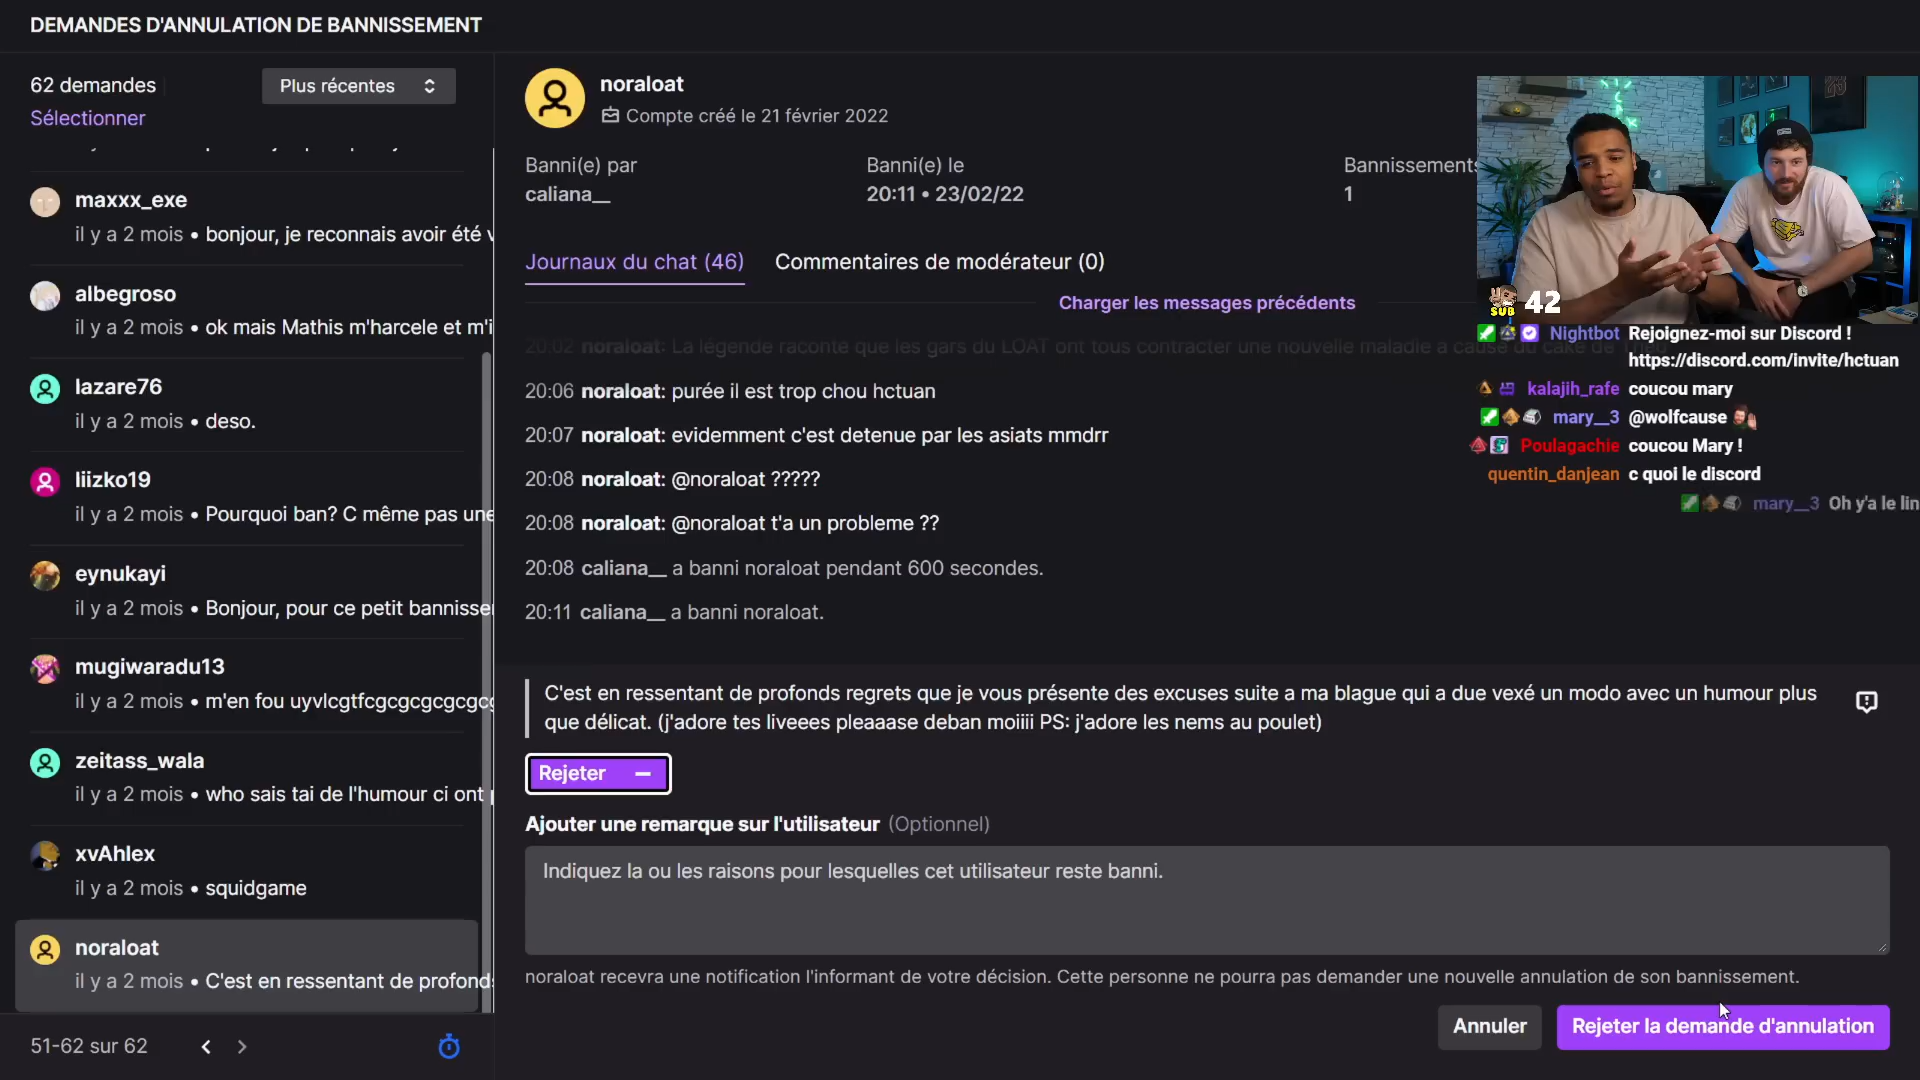 DEMANDES D'ANNULATION DE BANNISSEMENT
62 demandes
Plus récentes
Sélectionner
maxxx_exe
il y a 2 mois • bonjour, je reconnais avoir été v
albegroso
il y a 2 mois • ok mais Mathis m'harcele et m'i
lazare76
il y a 2 mois • deso.
liizko19
il y a 2 mois • Pourquoi ban? C même pas une
eynukayi
il y a 2 mois • Bonjour, pour ce petit bannisse
mugiwaradu13
il y a 2 mois • m'en fou uyvlcgtfcgcgcgcgcgc
zeitass_wala
il y a 2 mois • who sais tai de l'humour ci ont
xvAhlex
il y a 2 mois • squidgame
noraloat
il y a 2 mois • C'est en ressentant de profonds
51-62 sur 62
noraloat
Compte créé le 21 février 2022
Banni(e) par
caliana__
Banni(e) le
20:11 • 23/02/22
Bannissements
1
Journaux du chat (46)
Commentaires de modérateur (0)
Charger les messages précédents
20:02 noraloat: La légende raconte que les gars du LOAT ont tous contracter une nouvelle maladie a cause du cake de
20:06 noraloat: purée il est trop chou hctuan
20:07 noraloat: evidemment c'est detenue par les asiats mmdrr
20:08 noraloat: @noraloat ?????
20:08 noraloat: @noraloat t'a un probleme ??
20:08 caliana__ a banni noraloat pendant 600 secondes.
20:11 caliana__ a banni noraloat.
C'est en ressentant de profonds regrets que je vous présente des excuses suite a ma blague qui a due vexé un modo avec un humour plus
que délicat. (j'adore tes liveees pleaaase deban moiiii PS: j'adore les nems au poulet)
Rejeter
Ajouter une remarque sur l'utilisateur (Optionnel)
Indiquez la ou les raisons pour lesquelles cet utilisateur reste banni.
noraloat recevra une notification l'informant de votre décision. Cette personne ne pourra pas demander une nouvelle annulation de son bannissement.
Annuler
Rejeter la demande d'annulation
23
SUB 42
Nightbot Rejoignez-moi sur Discord !
https://discord.com/invite/hctuan
kalajih_rafe coucou mary
mary__3 @wolfcause
Poulagachie coucou Mary !
quentin_danjean c quoi le discord
mary__3 Oh y'a le lin